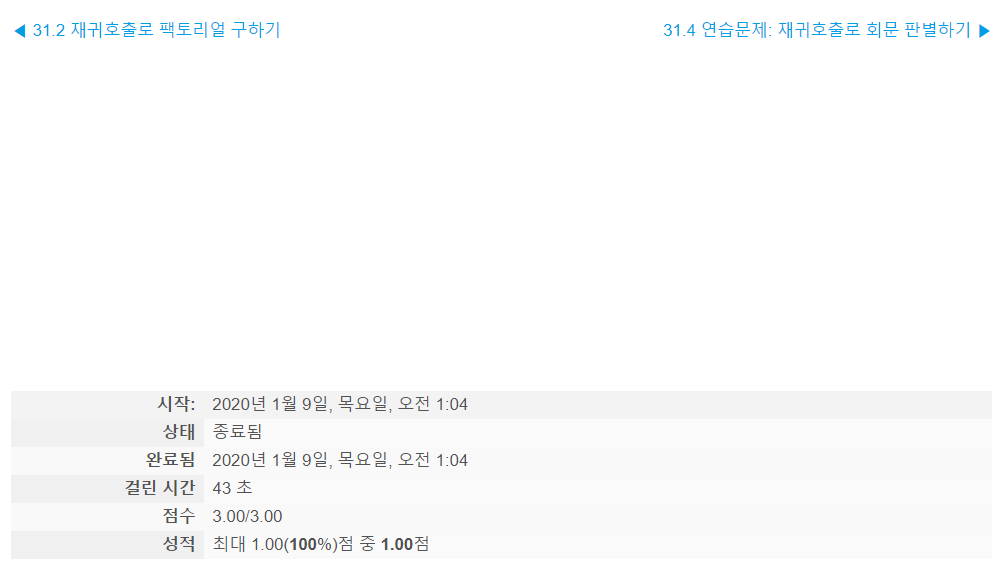 ◀ 31.2 재귀호출로 팩토리얼 구하기
31.4 연습문제: 재귀호출로 회문 판별하기 ▶
시작: 2020년 1월 9일, 목요일, 오전 1:04
상태 종료됨
완료됨 2020년 1월 9일, 목요일, 오전 1:04
걸린 시간 43 초
점수 3.00/3.00
성적 최대 1.00(100%)점 중 1.00점